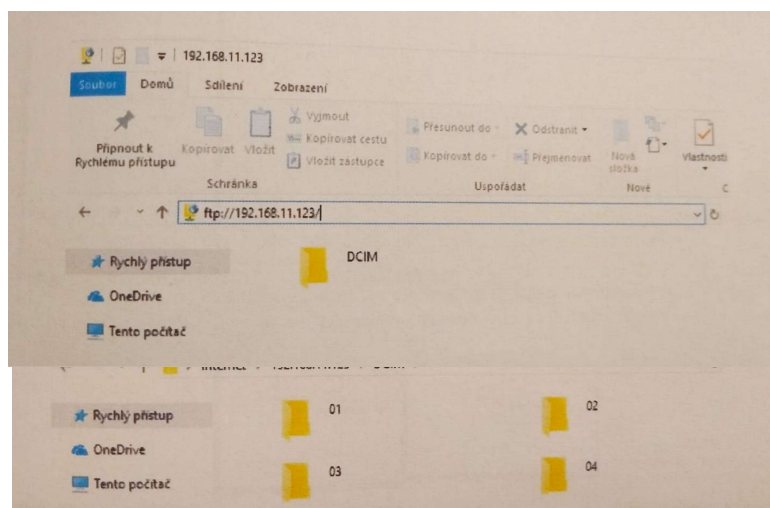 192.168.11.123
Soubor Domů Sdílení Zobrazení
Připnout k Rychlému přístupu
Kopírovat
Vložit
Vyjmout
Kopírovat cestu
Vložit zástupce
Schránka
Přesunout do
Kopírovat do
Odstranit
Přejmenovat
Uspořádat
Nová složka
Nové
Vlastnosti
ftp://192.168.11.123/
Rychlý přístup
OneDrive
Tento počítač
DCIM
Rychlý přístup
OneDrive
Tento počítač
01
02
03
04